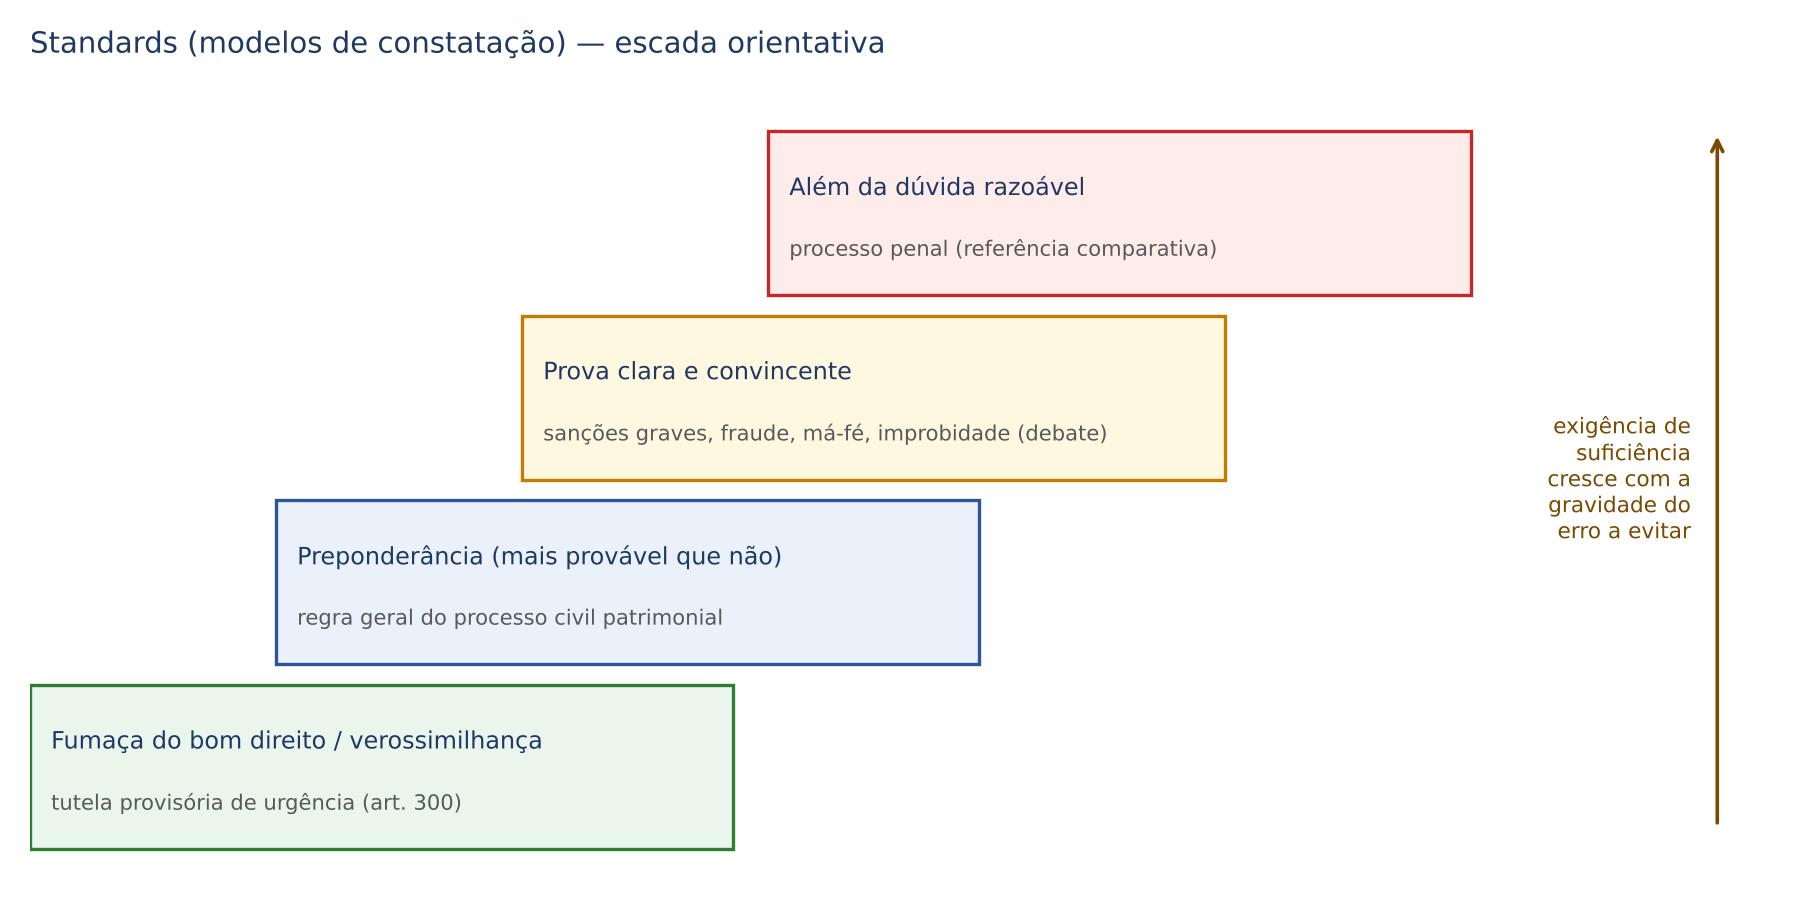 Standards (modelos de constatação) — escada orientativa
Além da dúvida razoável
processo penal (referência comparativa)
Prova clara e convincente
sanções graves, fraude, má-fé, improbidade (debate)
exigência de
suficiência
cresce com a
gravidade do
erro a evitar
Preponderância (mais provável que não)
regra geral do processo civil patrimonial
Fumaça do bom direito / verossimilhança
tutela provisória de urgência (art. 300)